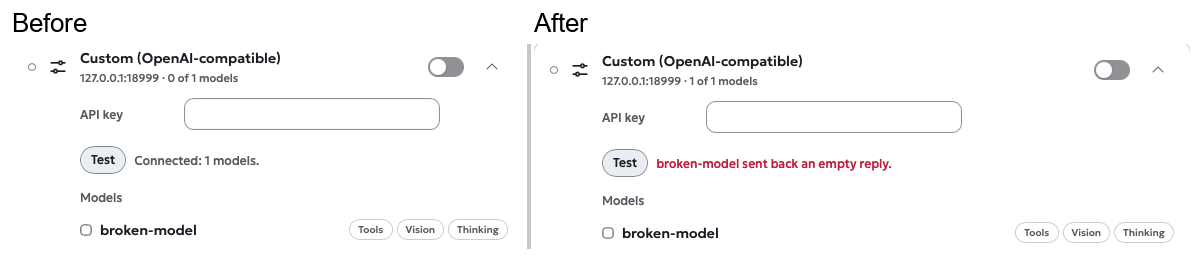 Before
Custom (OpenAI-compatible)
127.0.0.1:18999 · 0 of 1 models
API key
Test Connected: 1 models.
Models
broken-model Tools Vision Thinking
After
Custom (OpenAI-compatible)
127.0.0.1:18999 · 1 of 1 models
API key
Test broken-model sent back an empty reply.
Models
broken-model Tools Vision Thinking